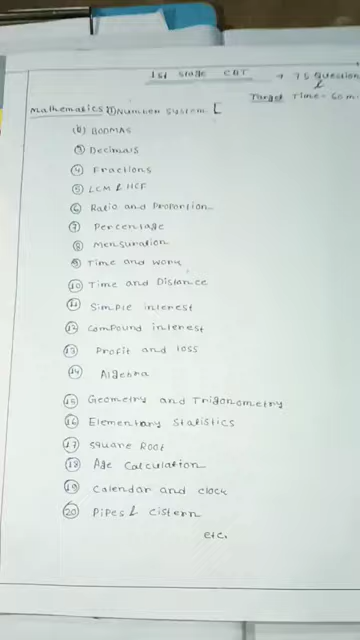 1st stage CBT → 75 Question
&
Target Time - 60 m
Mathematics ① Number System [
(b) BODMAS
③ Decimals
④ Fractions
⑤ LCM & HCF
⑥ Ratio and Proportion
⑦ Percentage
⑧ Mensuration
⑨ Time and Work
⑩ Time and Distance
⑪ Simple interest
⑫ Compound interest
⑬ Profit and loss
⑭ Algebra
⑮ Geometry and Trigonometry
⑯ Elementary Statistics
⑰ Square Root
⑱ Age Calculation
⑲ Calendar and clock
⑳ Pipes & Cistern
etc.